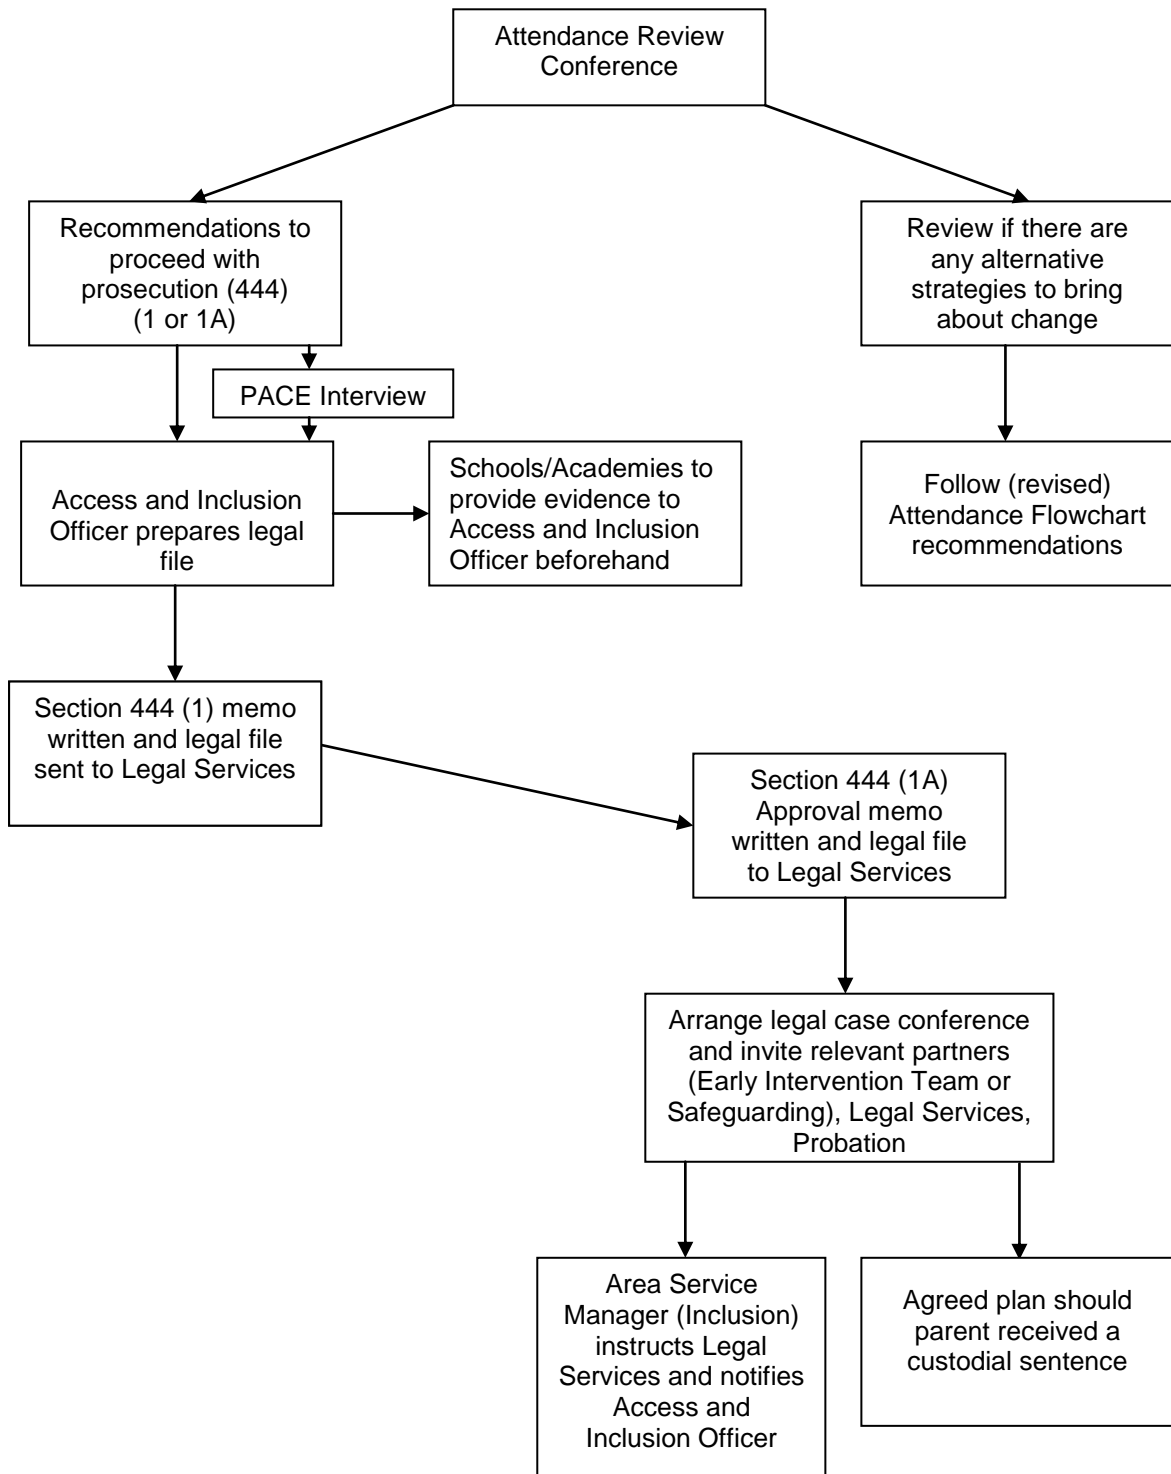 Attendance Review
Conference
Recommendations to
proceed with
prosecution (444)
(1 or 1A)
Review if there are
any alternative
strategies to bring
about change
PACE Interview
Access and Inclusion
Officer prepares legal
file
Schools/Academies to
provide evidence to
Access and Inclusion
Officer beforehand
Follow (revised)
Attendance Flowchart
recommendations
Section 444 (1) memo
written and legal file
sent to Legal Services
Section 444 (1A)
Approval memo
written and legal file
to Legal Services
Arrange legal case conference
and invite relevant partners
(Early Intervention Team or
Safeguarding), Legal Services,
Probation
Area Service
Manager (Inclusion)
instructs Legal
Services and notifies
Access and
Inclusion Officer
Agreed plan should
parent received a
custodial sentence